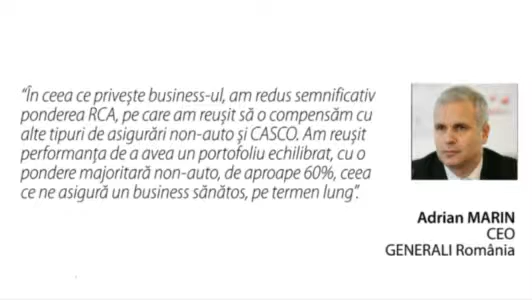 “În ceea ce privește business-ul, am redus semnificativ
ponderea RCA, pe care am reușit să o compensăm cu
alte tipuri de asigurări non-auto și CASCO. Am reușit
performanța de a avea un portofoliu echilibrat, cu o
pondere majoritară non-auto, de aproape 60%, ceea
ce ne asigură un business sănătos, pe termen lung”.
Adrian MARIN
CEO
GENERALI România